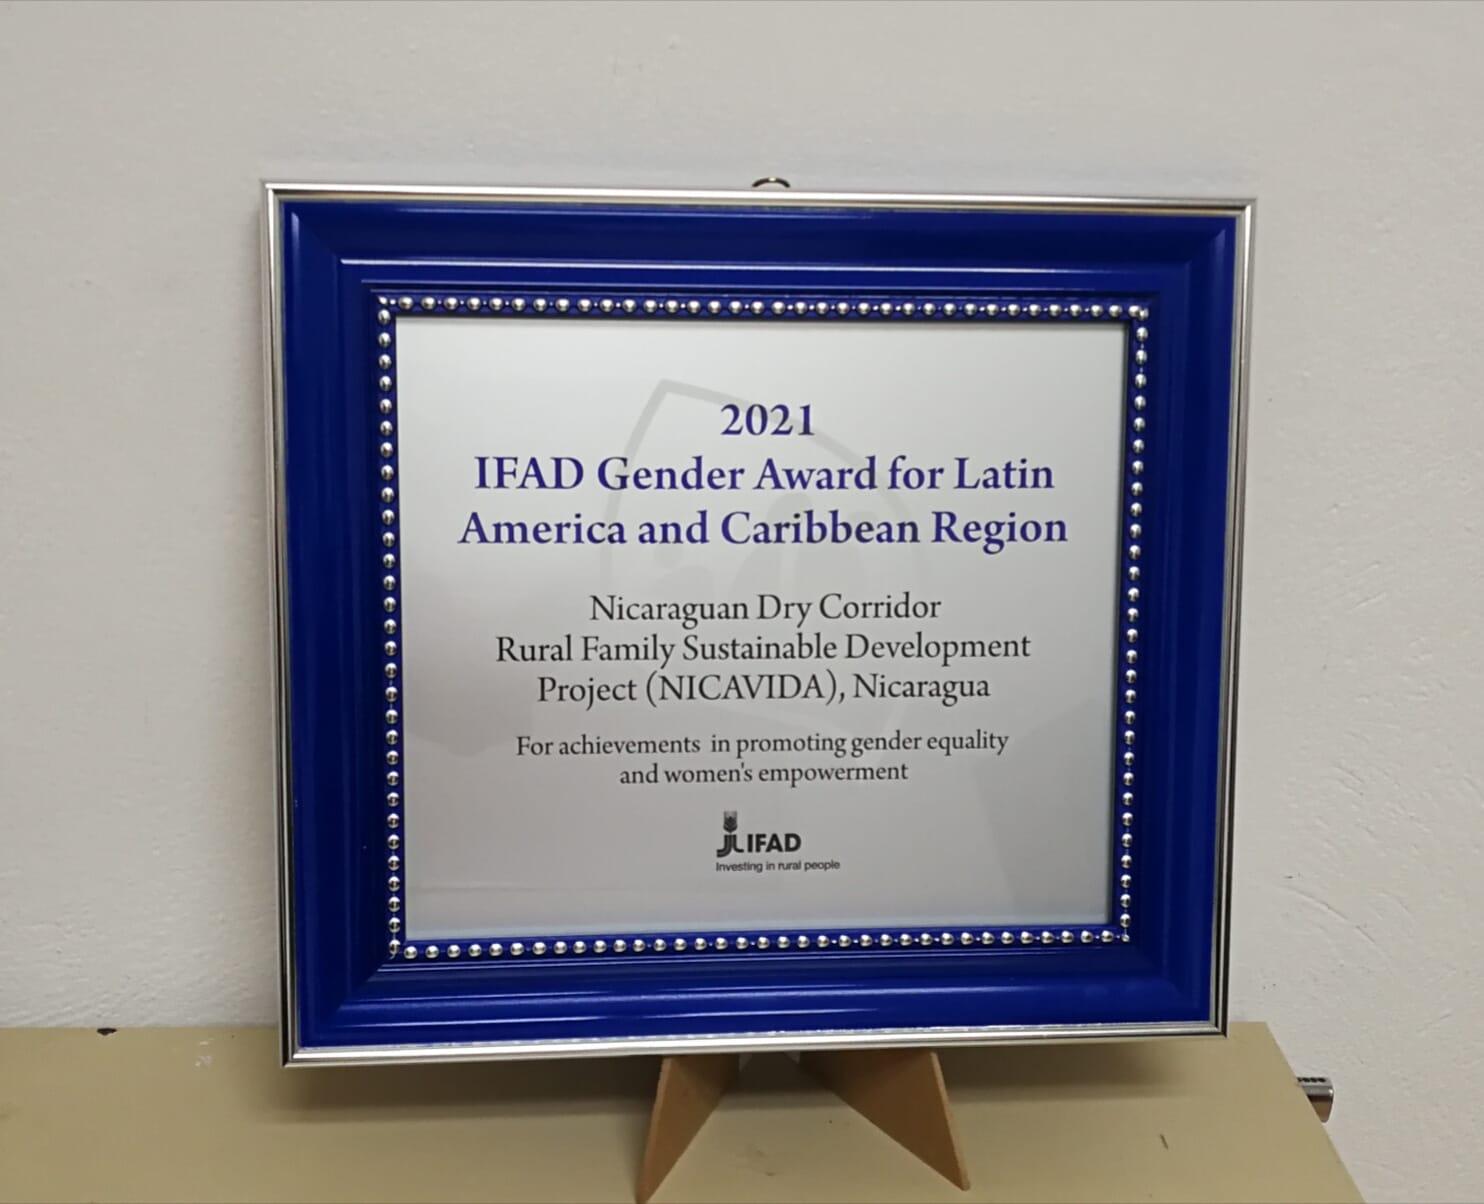 2021
IFAD Gender Award for Latin
America and Caribbean Region
Nicaraguan Dry Corridor
Rural Family Sustainable Development
Project (NICAVIDA), Nicaragua
For achievements in promoting gender equality
and women's empowerment
JLIFAD
Investing in rural people